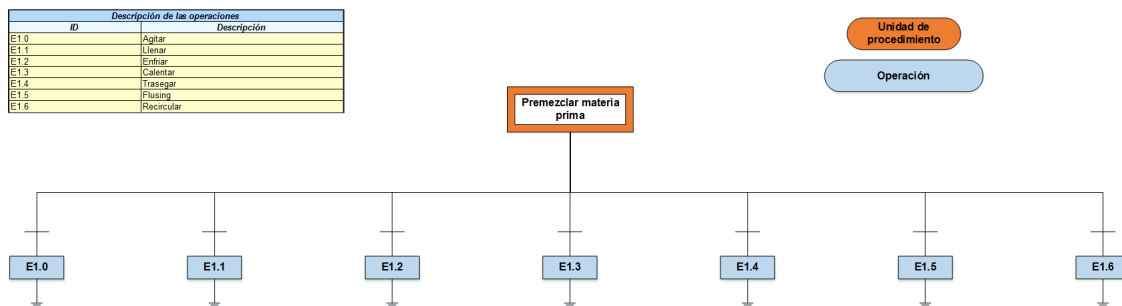 Descripción de las operaciones
ID Descripción
E1.0 Agitar
E1.1 Llenar
E1.2 Enfriar
E1.3 Calentar
E1.4 Trasegar
E1.5 Flusing
E1.6 Recircular
Unidad de
procedimiento
Operación
Premezclar materia
prima
E1.0 E1.1 E1.2 E1.3 E1.4 E1.5 E1.6